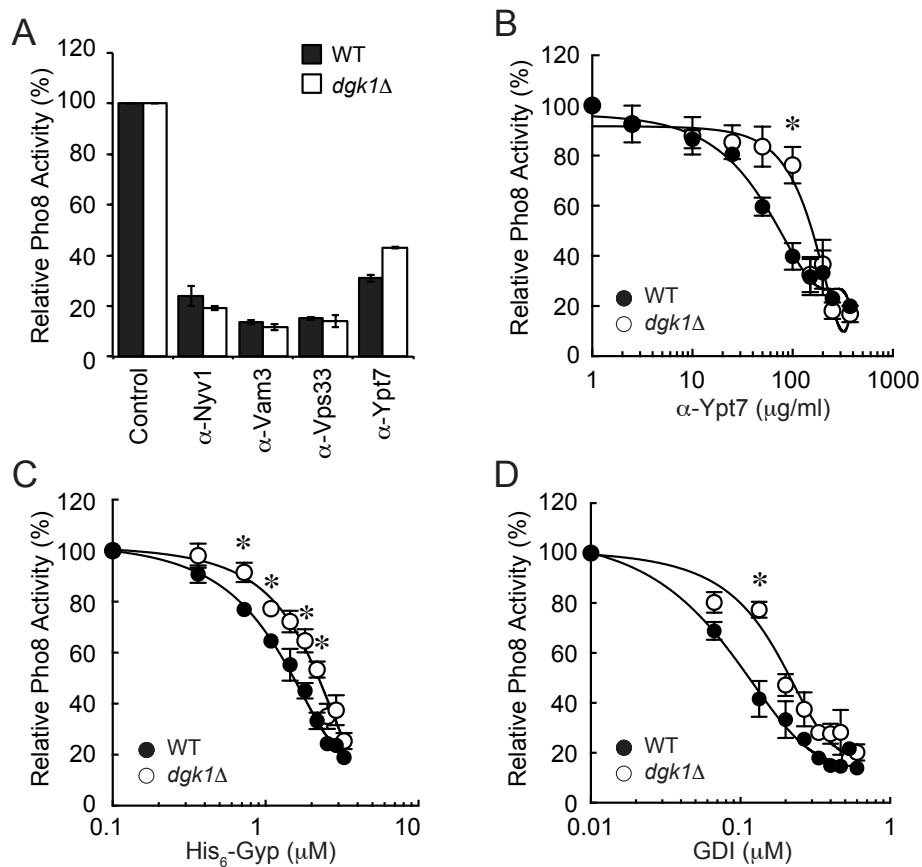 A
Relative Pho8 Activity (%)
120
100
80
60
40
20
0
WT
dgk1Δ
Control
α-Nyv1
α-Vam3
α-Vps33
α-Ypt7
B
Relative Pho8 Activity (%)
120
100
80
60
40
20
0
*
WT
dgk1Δ
1 10 100 1000
α-Ypt7 (μg/ml)
C
Relative Pho8 Activity (%)
120
100
80
60
40
20
0
*
*
*
*
WT
dgk1Δ
0.1 1 10
His₆-Gyp (μM)
D
Relative Pho8 Activity (%)
120
100
80
60
40
20
0
*
WT
dgk1Δ
0.01 0.1 1
GDI (μM)